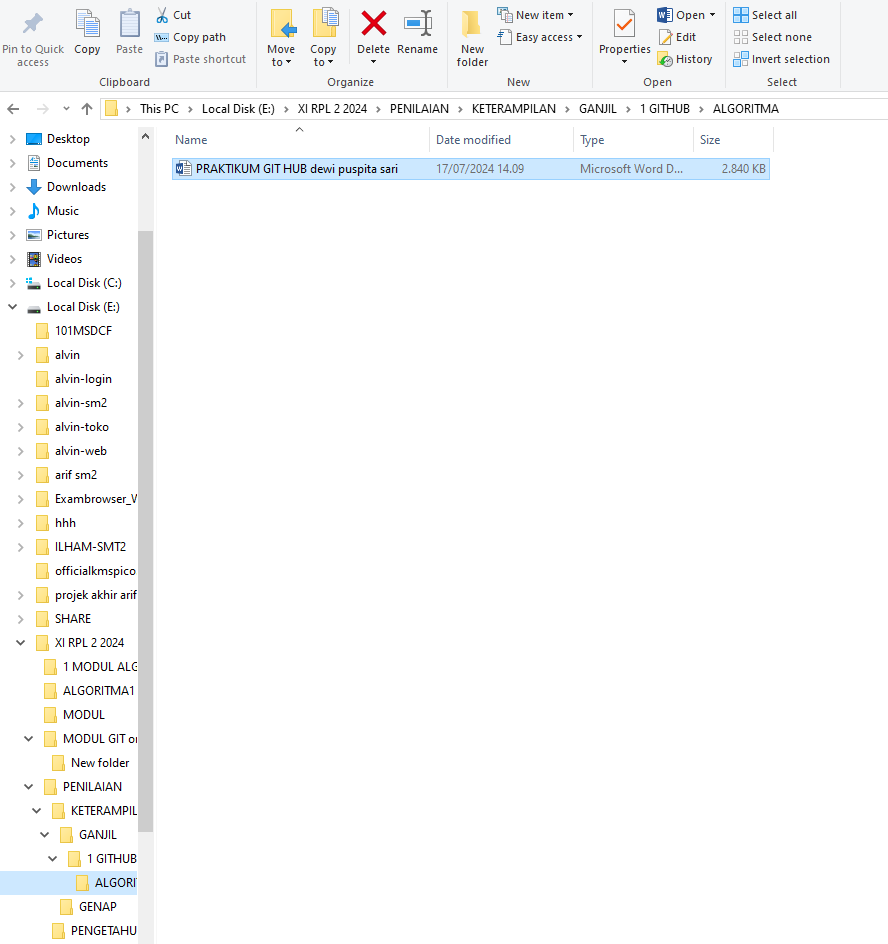 Pin to Quick access
Copy
Paste
Cut
Copy path
Paste shortcut
Clipboard
Move to
Copy to
Delete
Rename
Organize
New folder
New item
Easy access
New
Properties
Open
Edit
History
Open
Select all
Select none
Invert selection
Select
This PC > Local Disk (E:) > XI RPL 2 2024 > PENILAIAN > KETERAMPILAN > GANJIL > 1 GITHUB > ALGORITMA
Name Date modified Type Size
PRAKTIKUM GIT HUB dewi puspita sari 17/07/2024 14.09 Microsoft Word D... 2.840 KB
Desktop
Documents
Downloads
Music
Pictures
Videos
Local Disk (C:)
Local Disk (E:)
101MSDCF
alvin
alvin-login
alvin-sm2
alvin-toko
alvin-web
arif sm2
Exambrowser_W
hhh
ILHAM-SMT2
officialkmspico
projek akhir arif
SHARE
XI RPL 2 2024
1 MODUL ALG
ALGORITMA1
MODUL
MODUL GIT or
New folder
PENILAIAN
KETERAMPIL
GANJIL
1 GITHUB
ALGORI
GENAP
PENGETAHU